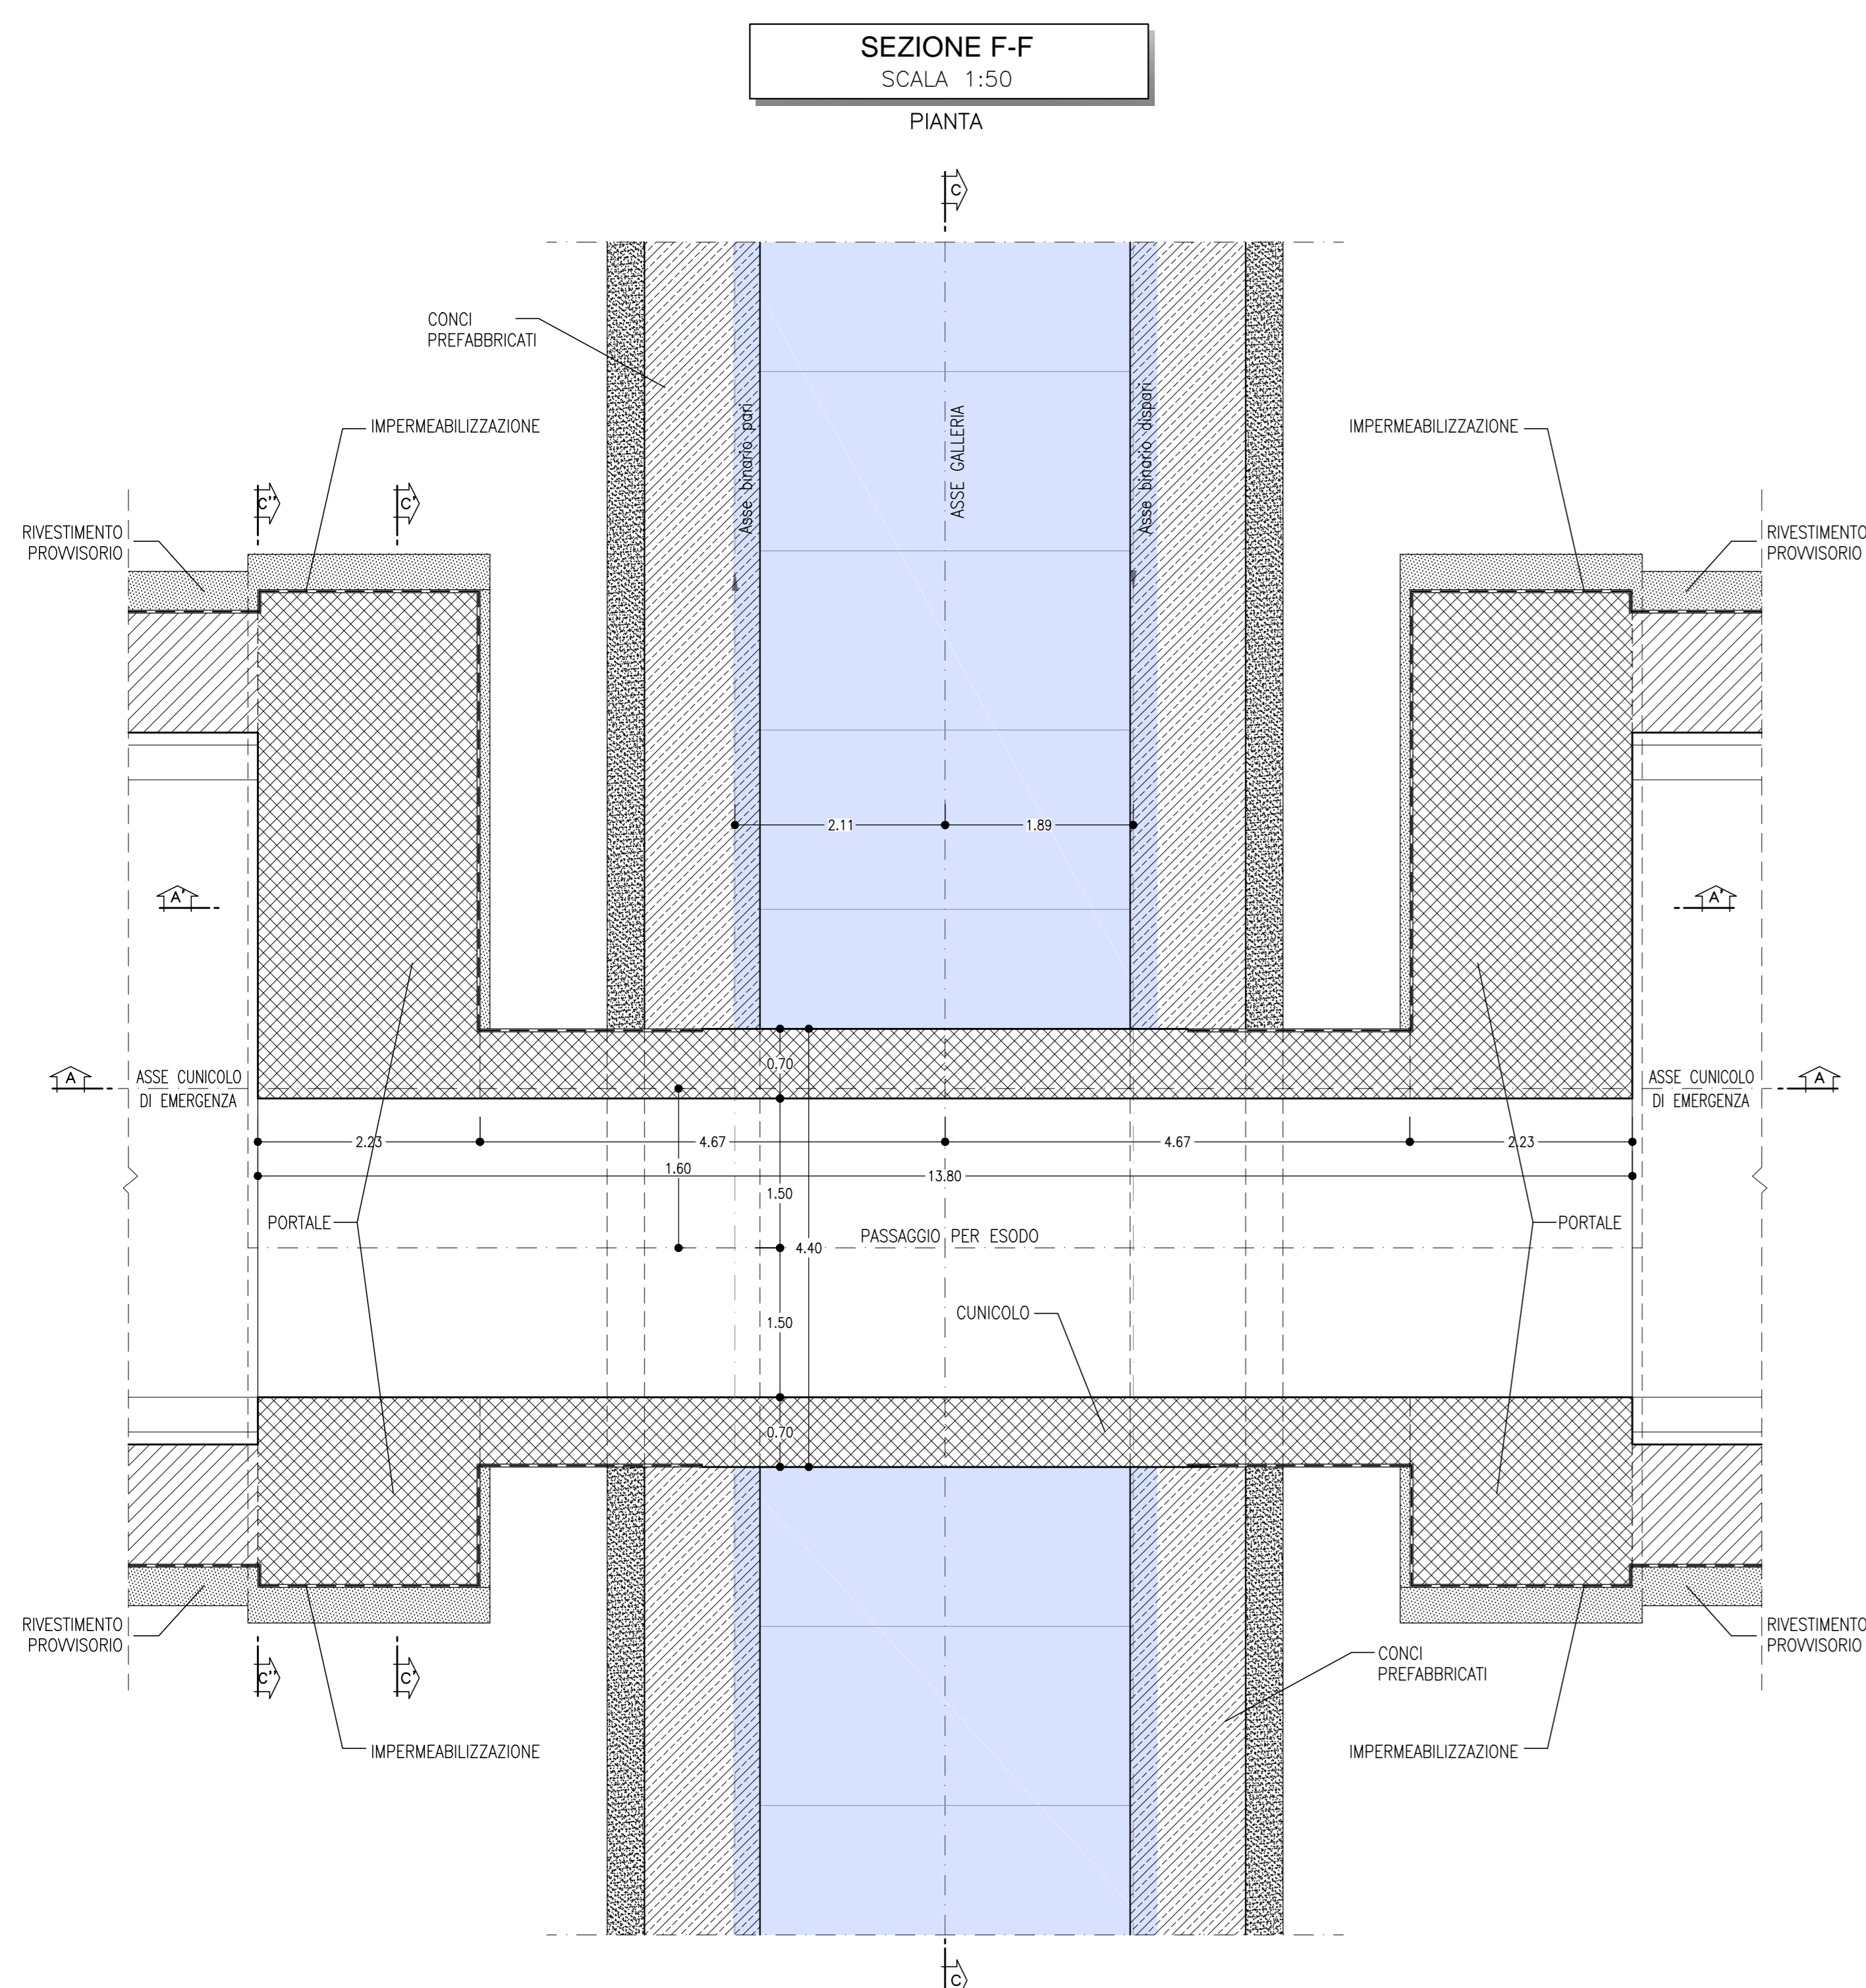 SEZIONE F-F
SCALA 1:50
PIANTA
C
CONCI
PREFABBRICATI
IMPERMEABILIZZAZIONE
IMPERMEABILIZZAZIONE
Asse binario pari
ASSE GALLERIA
Asse binario dispari
C''
C'
RIVESTIMENTO
PROVVISORIO
RIVESTIMENTO
PROVVISORIO
2.11
1.89
A'
A'
0.70
A
ASSE CUNICOLO
DI EMERGENZA
ASSE CUNICOLO
DI EMERGENZA
A
2.23
4.67
4.67
2.23
1.60
13.80
1.50
PORTALE
PORTALE
PASSAGGIO PER ESODO
4.40
CUNICOLO
1.50
0.70
RIVESTIMENTO
PROVVISORIO
RIVESTIMENTO
PROVVISORIO
CONCI
PREFABBRICATI
C''
C'
IMPERMEABILIZZAZIONE
IMPERMEABILIZZAZIONE
C